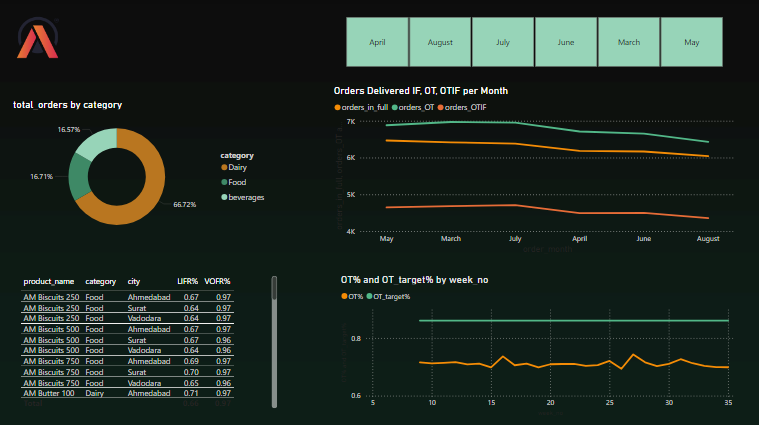 April August July June March May
Orders Delivered IF, OT, OTIF per Month
orders_in_full orders_OT orders_OTIF
7K
6K
5K
4K
May March July April June August
total_orders by category
16.57%
16.71%
66.72%
category
Dairy
Food
beverages
product_name category city LIFR% VOFR%
AM Biscuits 250 Food Ahmedabad 0.67 0.97
AM Biscuits 250 Food Surat 0.64 0.97
AM Biscuits 250 Food Vadodara 0.64 0.97
AM Biscuits 500 Food Ahmedabad 0.67 0.97
AM Biscuits 500 Food Surat 0.67 0.96
AM Biscuits 500 Food Vadodara 0.64 0.96
AM Biscuits 750 Food Ahmedabad 0.69 0.97
AM Biscuits 750 Food Surat 0.70 0.97
AM Biscuits 750 Food Vadodara 0.65 0.96
AM Butter 100 Dairy Ahmedabad 0.71 0.97
OT% and OT_target% by week_no
OT% OT_target%
0.8
0.6
5 10 15 20 25 30 35